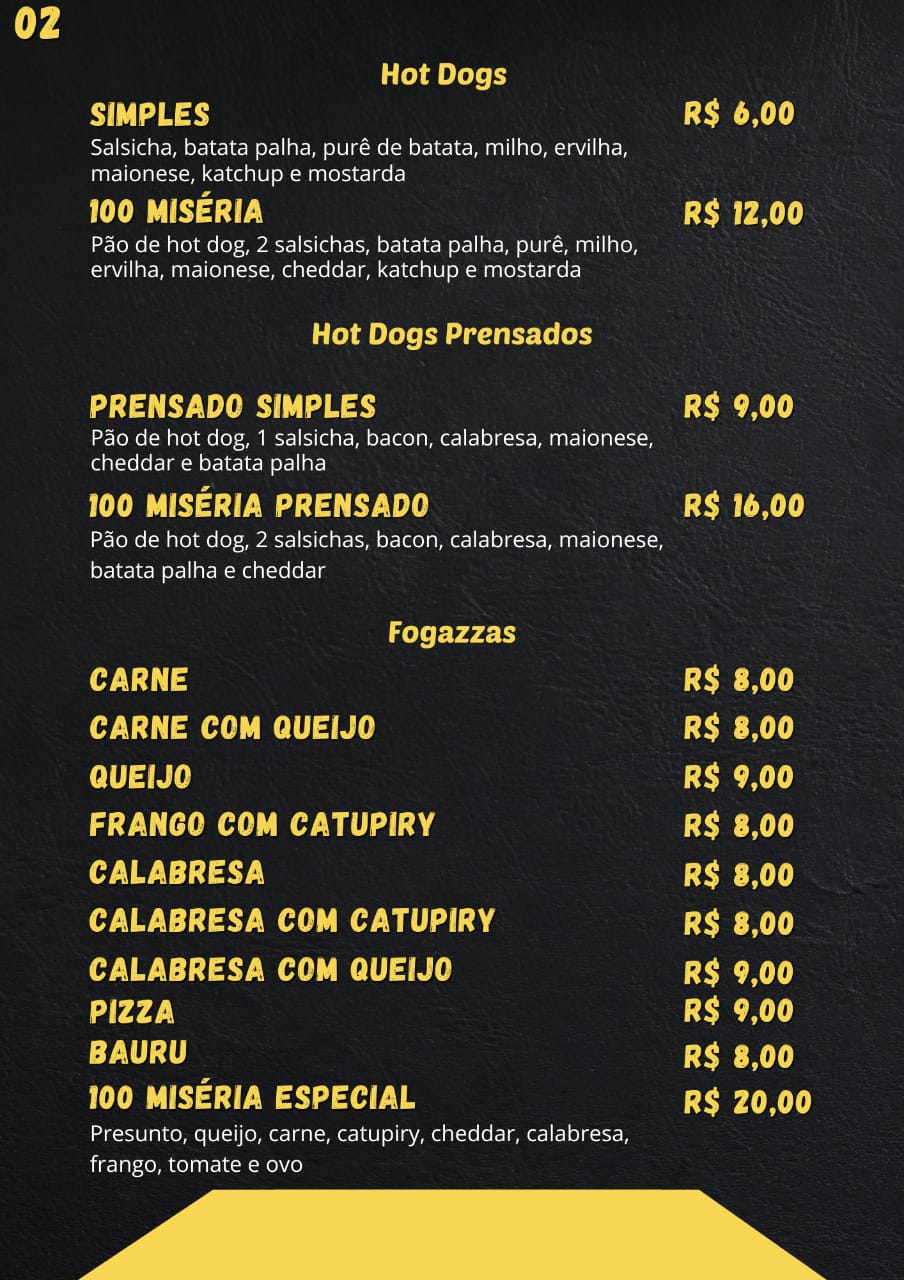 02
Hot Dogs
SIMPLES R$ 6,00
Salsicha, batata palha, purê de batata, milho, ervilha,
maionese, katchup e mostarda
100 MISÉRIA R$ 12,00
Pão de hot dog, 2 salsichas, batata palha, purê, milho,
ervilha, maionese, cheddar, katchup e mostarda
Hot Dogs Prensados
PRENSADO SIMPLES R$ 9,00
Pão de hot dog, 1 salsicha, bacon, calabresa, maionese,
cheddar e batata palha
100 MISÉRIA PRENSADO R$ 16,00
Pão de hot dog, 2 salsichas, bacon, calabresa, maionese,
batata palha e cheddar
Fogazzas
CARNE R$ 8,00
CARNE COM QUEIJO R$ 8,00
QUEIJO R$ 9,00
FRANGO COM CATUPIRY R$ 8,00
CALABRESA R$ 8,00
CALABRESA COM CATUPIRY R$ 8,00
CALABRESA COM QUEIJO R$ 9,00
PIZZA R$ 9,00
BAURU R$ 8,00
100 MISÉRIA ESPECIAL R$ 20,00
Presunto, queijo, carne, catupiry, cheddar, calabresa,
frango, tomate e ovo